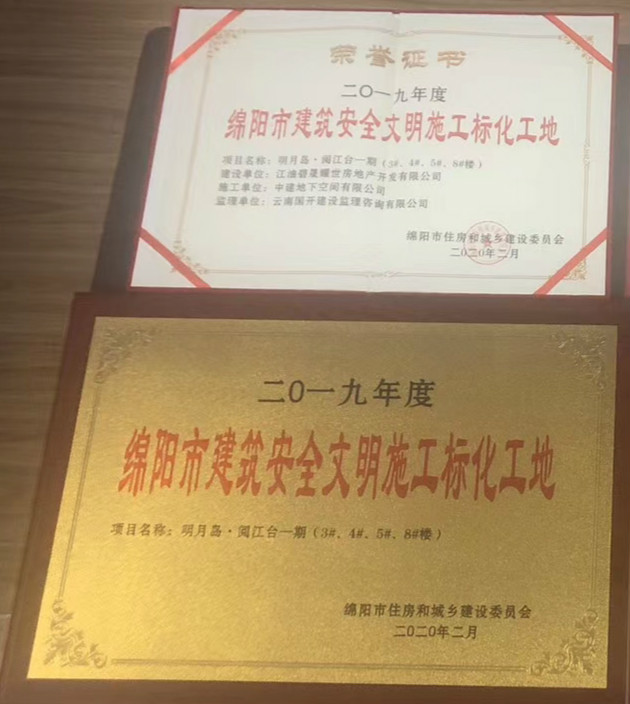 荣誉证书
二〇一九年度
绵阳市建筑安全文明施工标化工地
项目名称：明月岛·阅江台一期（3#、4#、5#、8#楼）
建设单位：江油碧晟耀世房地产开发有限公司
施工单位：中建地下空间有限公司
监理单位：云南国开建设监理咨询有限公司
绵阳市住房和城乡建设委员会
二〇二〇年二月
二〇一九年度
绵阳市建筑安全文明施工标化工地
项目名称：明月岛·阅江台一期（3#、4#、5#、8#楼）
绵阳市住房和城乡建设委员会
二〇二〇年二月